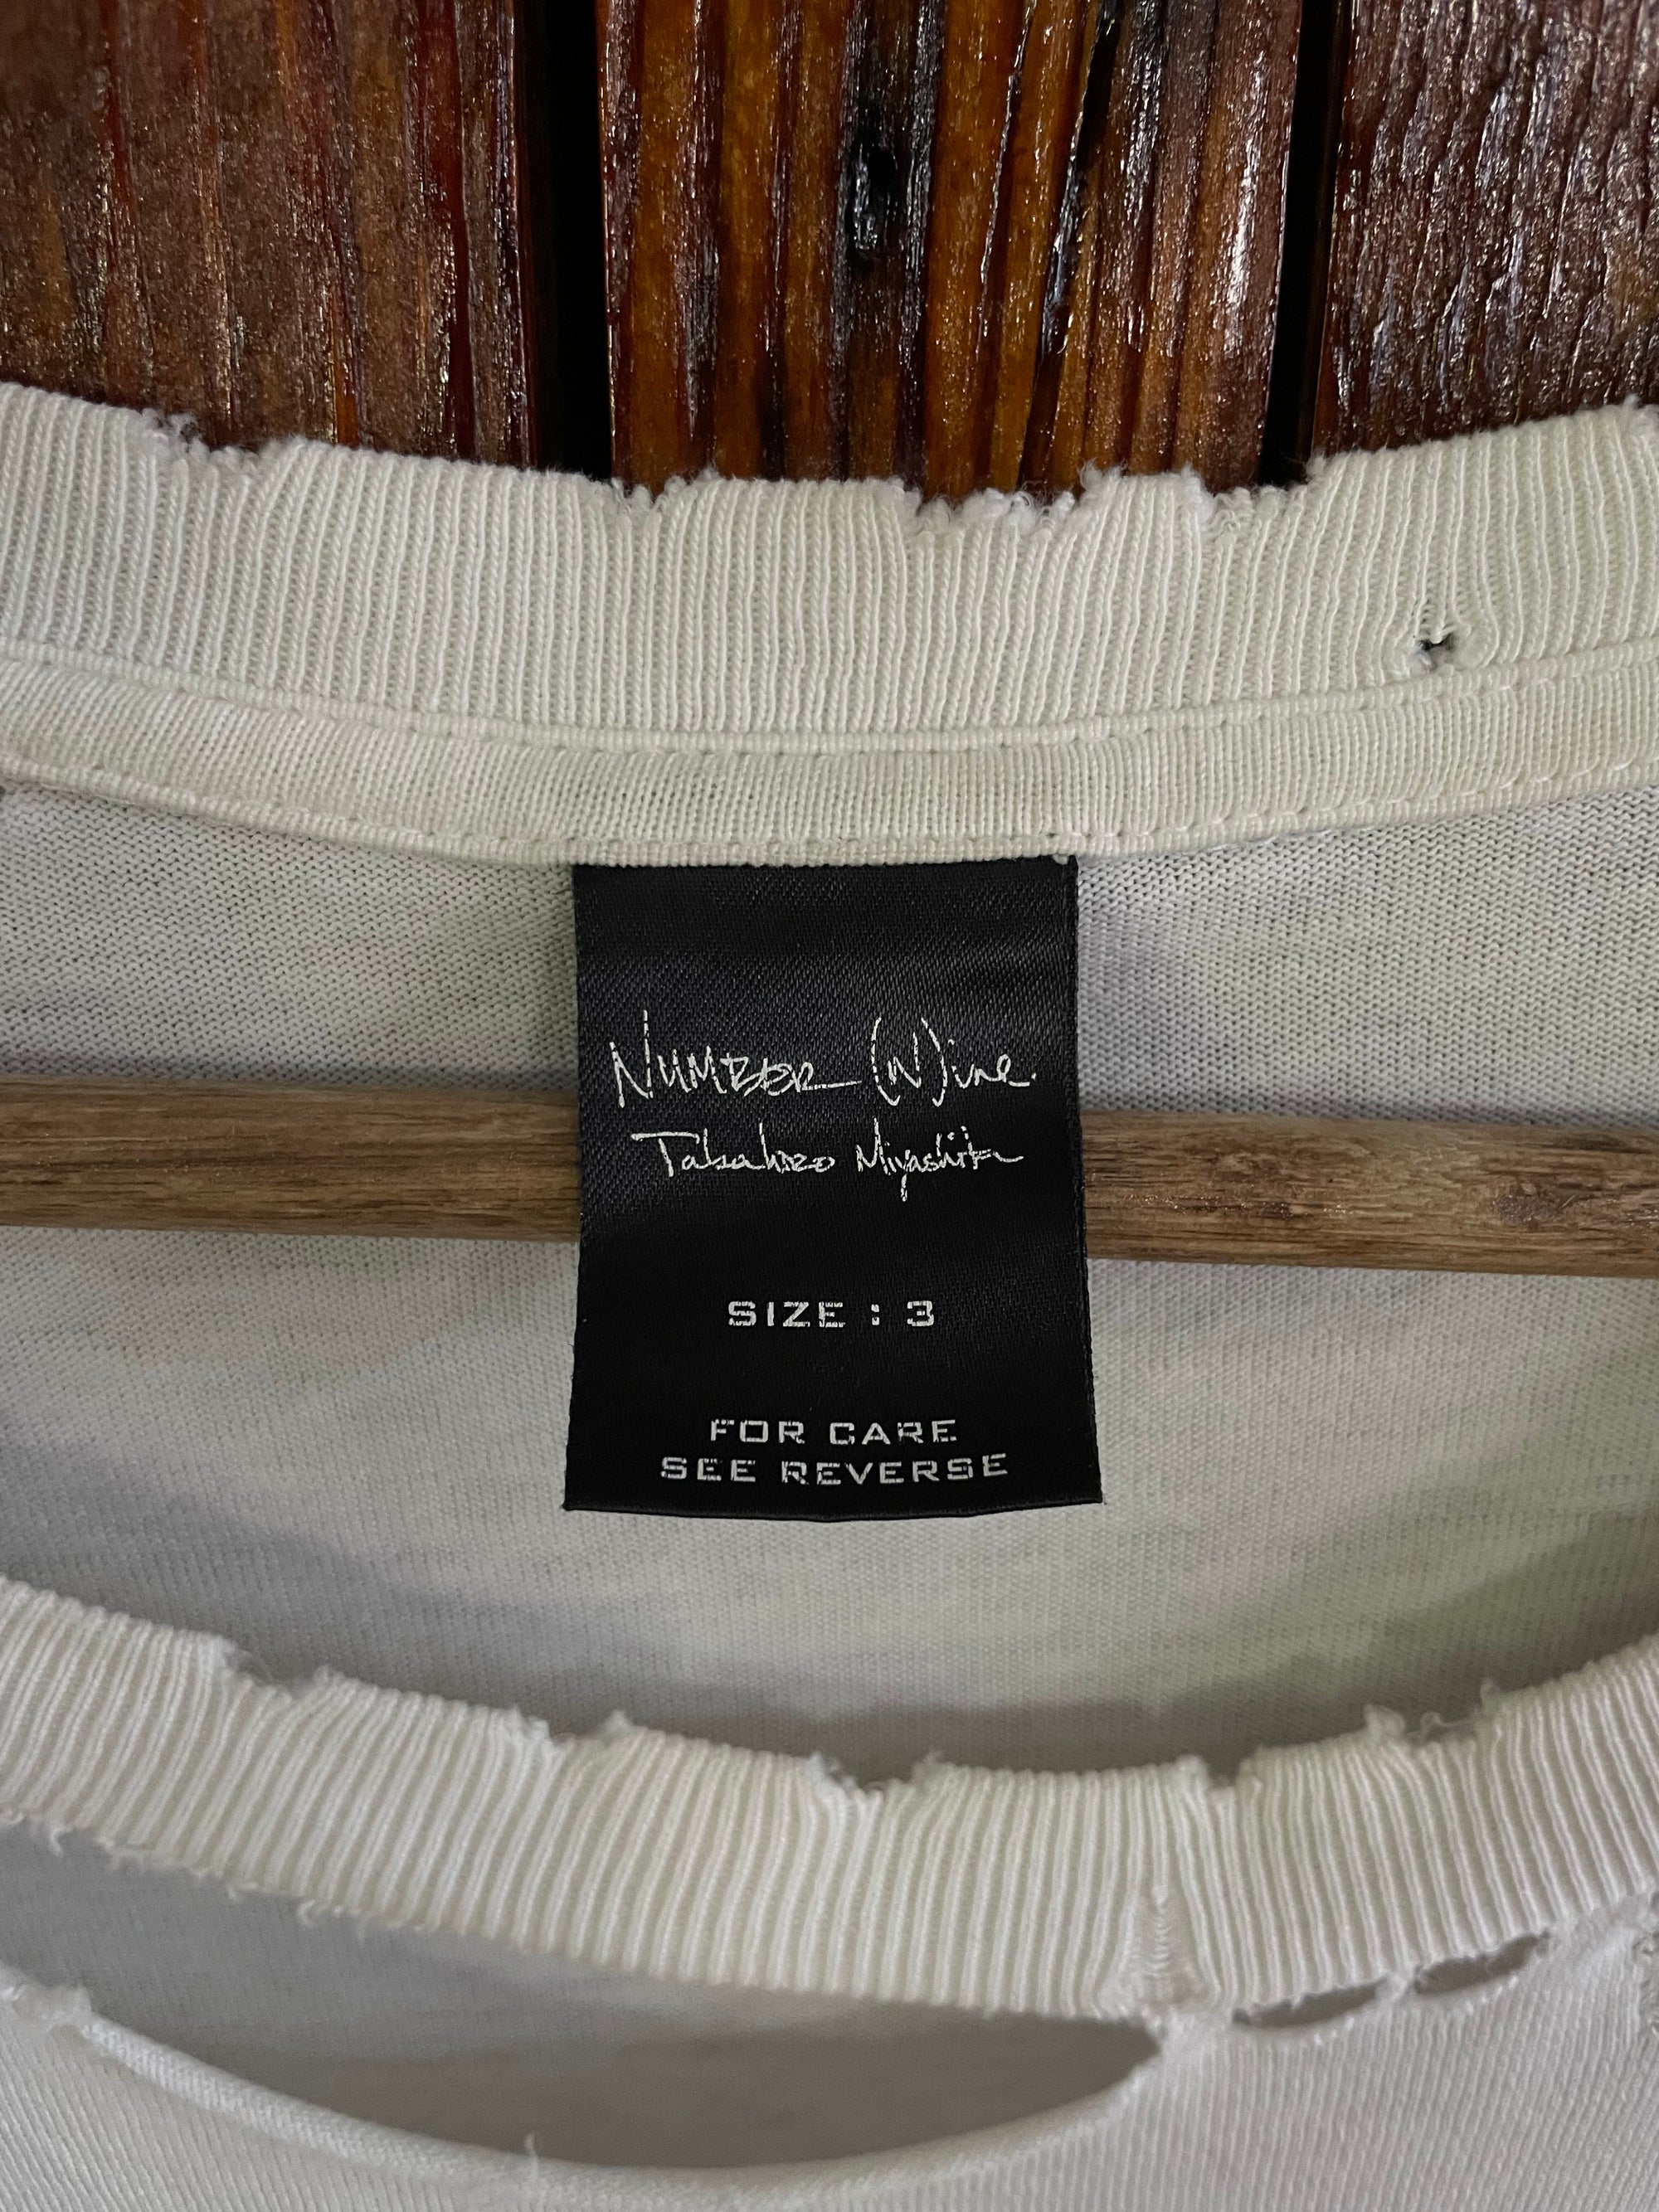 Number (N)ine.
Takahiro Miyashita
SIZE : 3
FOR CARE
SEE REVERSE